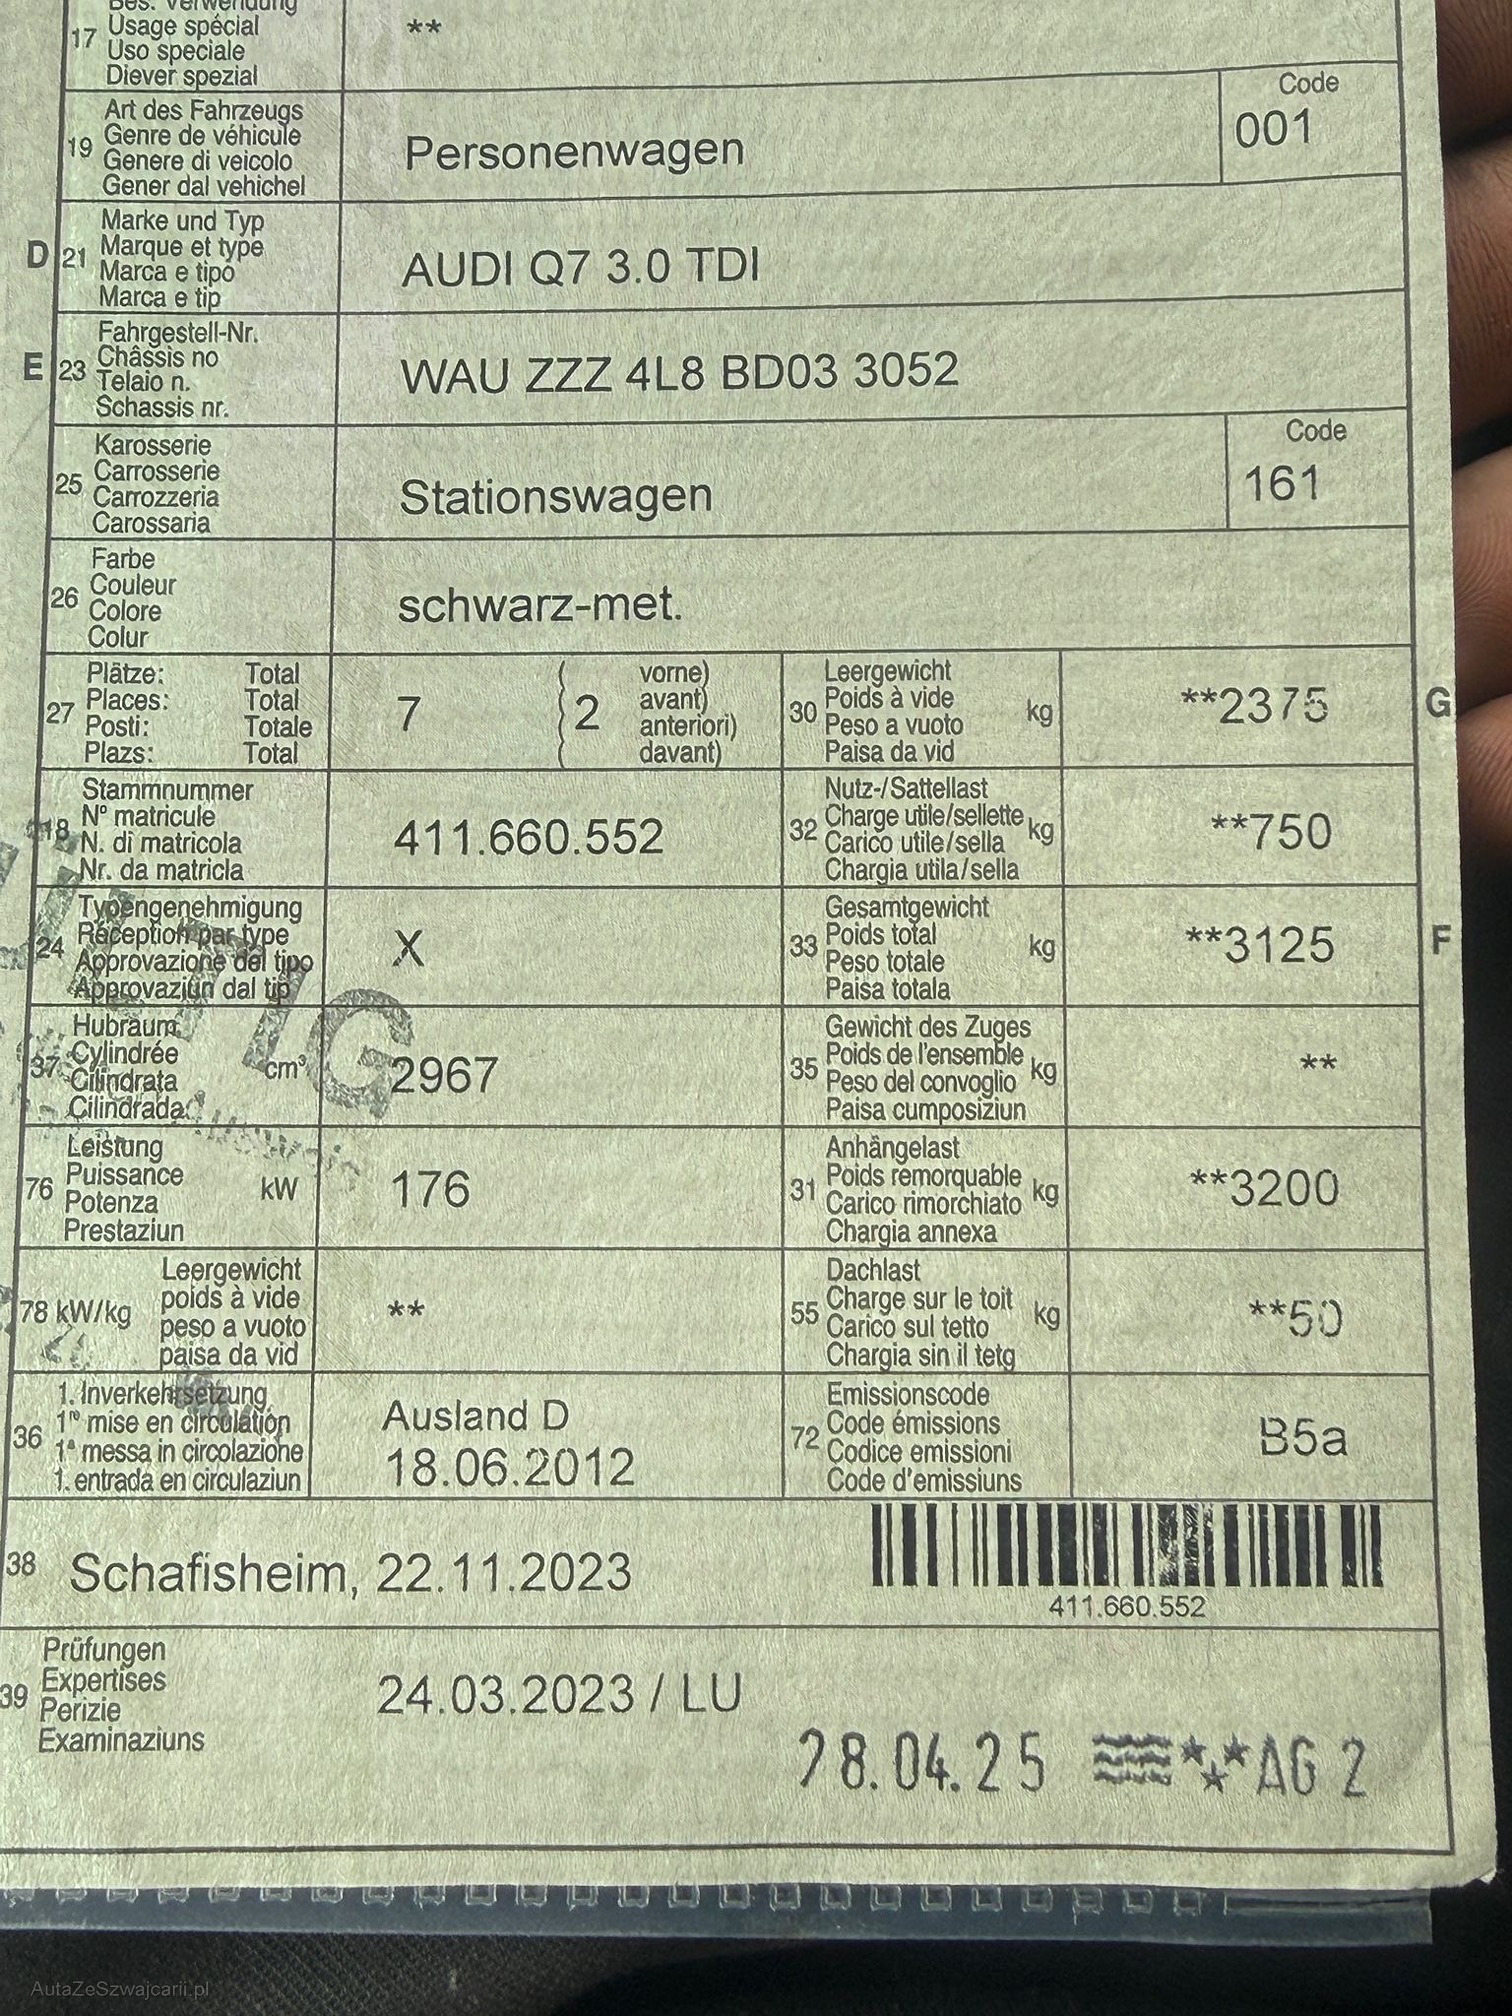 17 Usage spécial **
Uso speciale
Diever spezial
19 Art des Fahrzeugs
Genre de véhicule
Genere di veicolo
Gener dal vehichel
Personenwagen
Code
001
D 21 Marke und Typ
Marque et type
Marca e tipo
Marca e tip
AUDI Q7 3.0 TDI
E 23 Fahrgestell-Nr.
Châssis no
Telaio n.
Schassis nr.
WAU ZZZ 4L8 BD03 3052
25 Karosserie
Carrosserie
Carrozzeria
Carossaria
Stationswagen
Code
161
26 Farbe
Couleur
Colore
Colur
schwarz-met.
27 Plätze: Total
Places: Total
Posti: Totale
Plazs: Total
7 ( 2 vorne)
avant)
anteriori)
davant)
30 Leergewicht
Poids à vide
Peso a vuoto
Paisa da vid
kg
**2375 G
18 Stammnummer
N° matricule
N. di matricola
Nr. da matricla
411.660.552
32 Nutz-/Sattellast
Charge utile/sellette
Carico utile/sella
Chargia utila/sella
kg
**750
24 Typengenehmigung
Réception par type
Approvazione del tipo
Approvaziun dal tip
X
33 Gesamtgewicht
Poids total
Peso totale
Paisa totala
kg
**3125 F
37 Hubraum
Cylindrée
Cilindrata
Cilindrada
cm³
2967
35 Gewicht des Zuges
Poids de l'ensemble
Peso del convoglio
Paisa cumposiziun
kg
**
76 Leistung
Puissance
Potenza
Prestaziun
kW
176
31 Anhängelast
Poids remorquable
Carico rimorchiato
Chargia annexa
kg
**3200
78 kW/kg Leergewicht
poids à vide
peso a vuoto
paisa da vid
**
55 Dachlast
Charge sur le toit
Carico sul tetto
Chargia sin il tetg
kg
**50
36 1. Inverkehrsetzung
1re mise en circulation
1a messa in circolazione
1. entrada en circulaziun
Ausland D
18.06.2012
72 Emissionscode
Code émissions
Codice emissioni
Code d'emissiuns
B5a
38 Schafisheim, 22.11.2023
411.660.552
39 Prüfungen
Expertises
Perizie
Examinaziuns
24.03.2023 / LU
28.04.25 AG 2
AutaZeSzwajcarii.pl